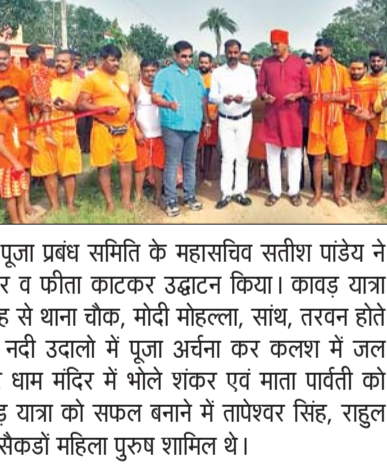 पूजा प्रबंध समिति के महासचिव सतीश पांडेय ने
र व फीता काटकर उद्घाटन किया। कावड़ यात्रा
ह से थाना चौक, मोदी मोहल्ला, सांथ, तरवन होते
नदी उदालो में पूजा अर्चना कर कलश में जल
धाम मंदिर में भोले शंकर एवं माता पार्वती को
ड़ यात्रा को सफल बनाने में तापेश्वर सिंह, राहुल
सैकडों महिला पुरुष शामिल थे।